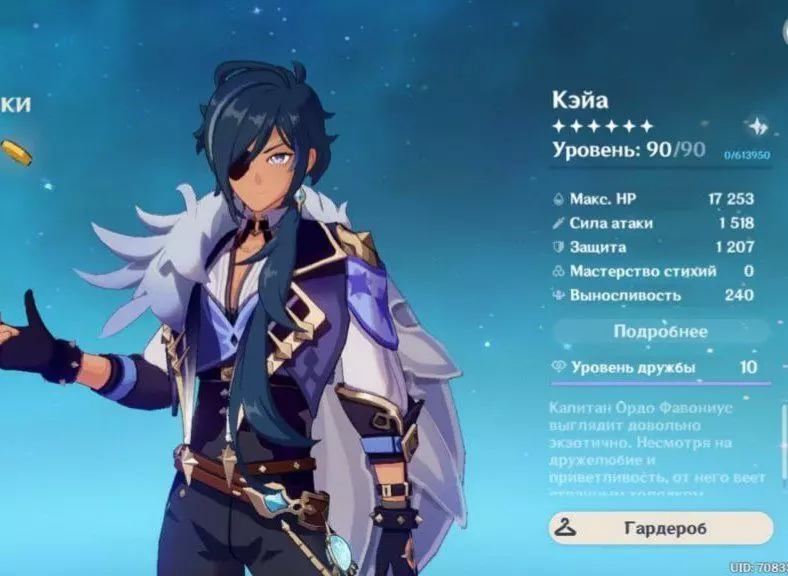 ки
Кэйа
Уровень: 90/90 0/613950
Макс. HP 17 253
Сила атаки 1 518
Защита 1 207
Мастерство стихий 0
Выносливость 240
Подробнее
Уровень дружбы 10
Капитан Ордо Фавониус
выглядит довольно
экзотично. Несмотря на
дружелюбие и
приветливость, от него веет
Гардероб
UID: